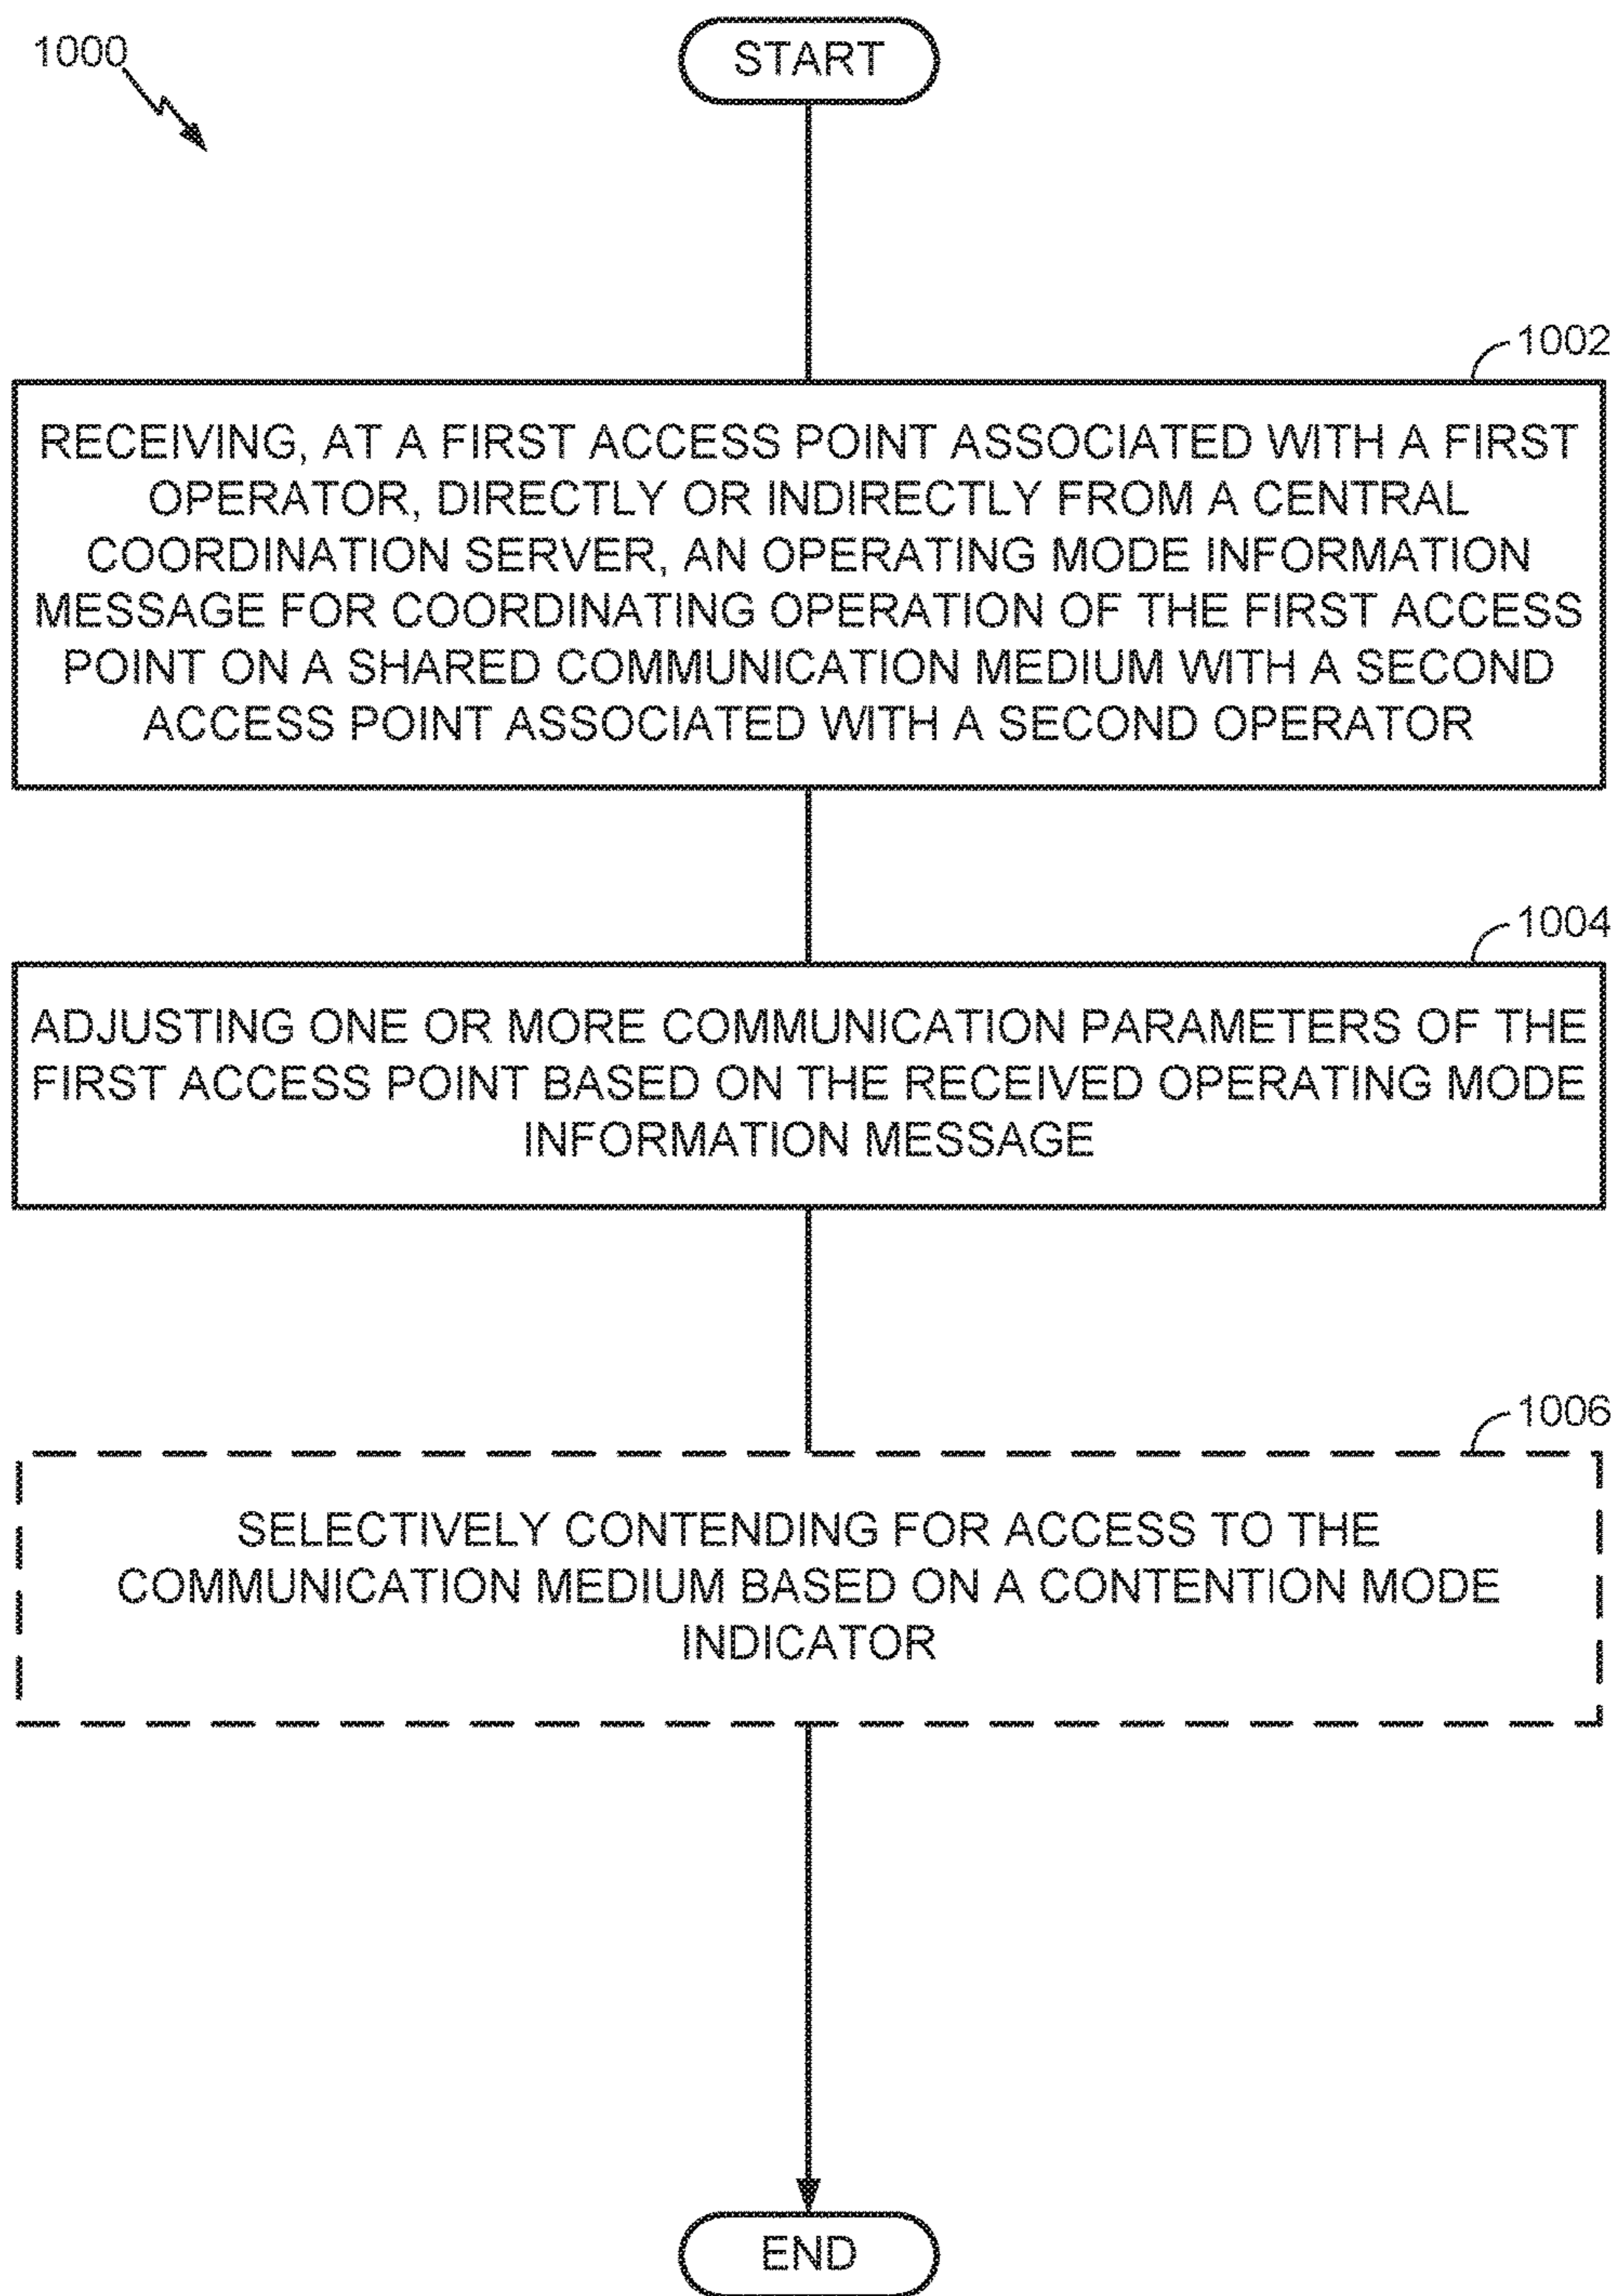 1000
START
1002
RECEIVING, AT A FIRST ACCESS POINT ASSOCIATED WITH A FIRST
OPERATOR, DIRECTLY OR INDIRECTLY FROM A CENTRAL
COORDINATION SERVER, AN OPERATING MODE INFORMATION
MESSAGE FOR COORDINATING OPERATION OF THE FIRST ACCESS
POINT ON A SHARED COMMUNICATION MEDIUM WITH A SECOND
ACCESS POINT ASSOCIATED WITH A SECOND OPERATOR
1004
ADJUSTING ONE OR MORE COMMUNICATION PARAMETERS OF THE
FIRST ACCESS POINT BASED ON THE RECEIVED OPERATING MODE
INFORMATION MESSAGE
1006
SELECTIVELY CONTENDING FOR ACCESS TO THE
COMMUNICATION MEDIUM BASED ON A CONTENTION MODE
INDICATOR
END